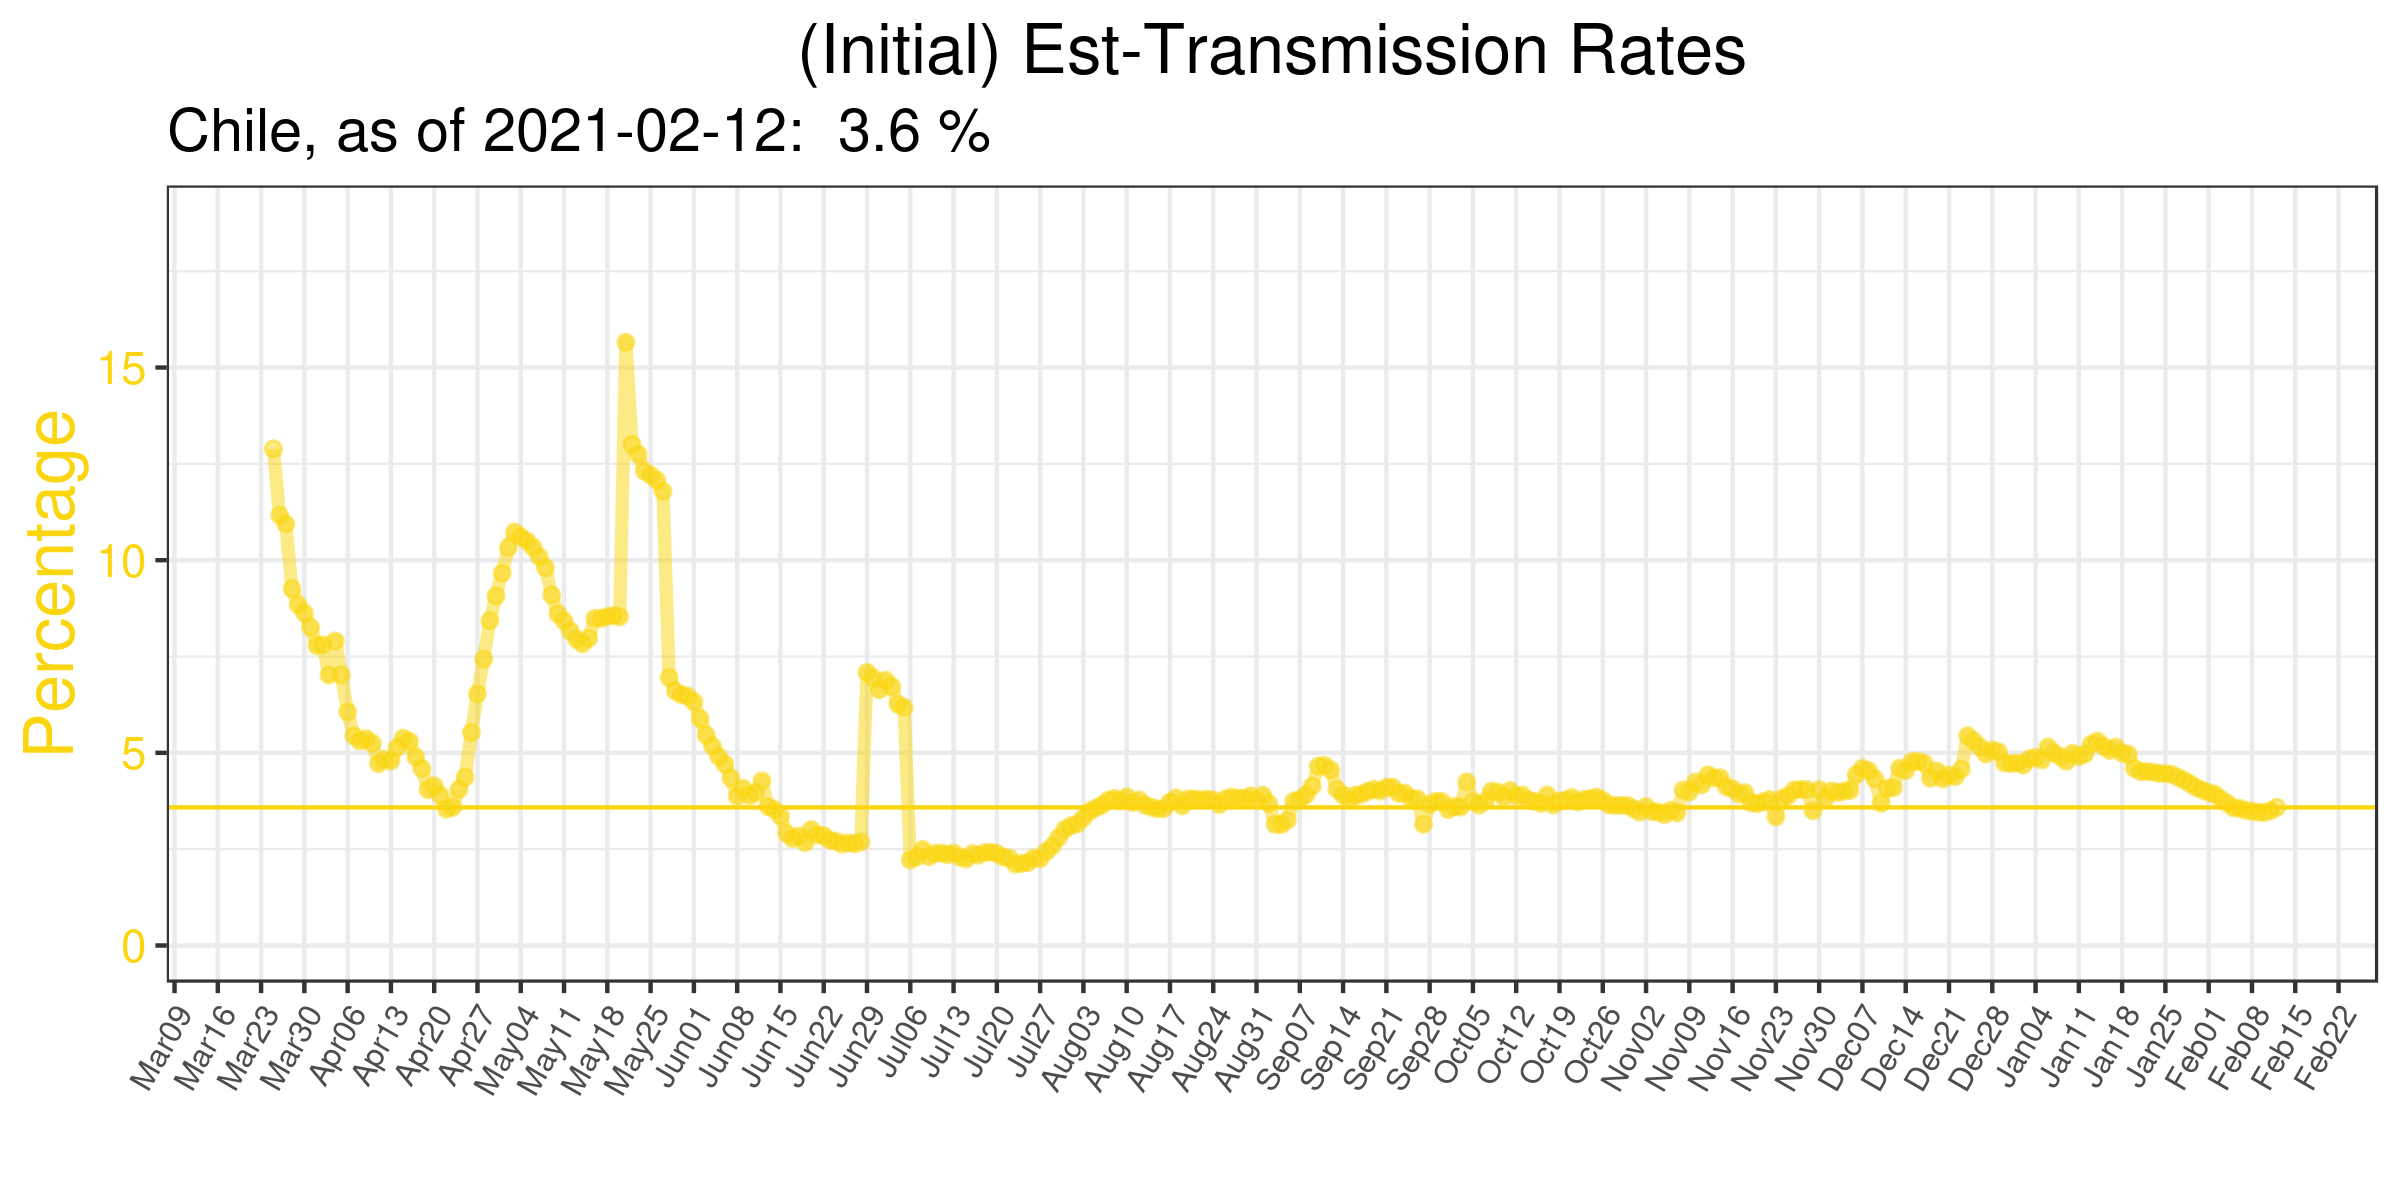 (Initial) Est-Transmission Rates
Chile, as of 2021-02-12:  3.6 %
Percentage
15
10
5
0
Mar09
Mar16
Mar23
Mar30
Apr06
Apr13
Apr20
Apr27
May04
May11
May18
May25
Jun01
Jun08
Jun15
Jun22
Jun29
Jul06
Jul13
Jul20
Jul27
Aug03
Aug10
Aug17
Aug24
Aug31
Sep07
Sep14
Sep21
Sep28
Oct05
Oct12
Oct19
Oct26
Nov02
Nov09
Nov16
Nov23
Nov30
Dec07
Dec14
Dec21
Dec28
Jan04
Jan11
Jan18
Jan25
Feb01
Feb08
Feb15
Feb22